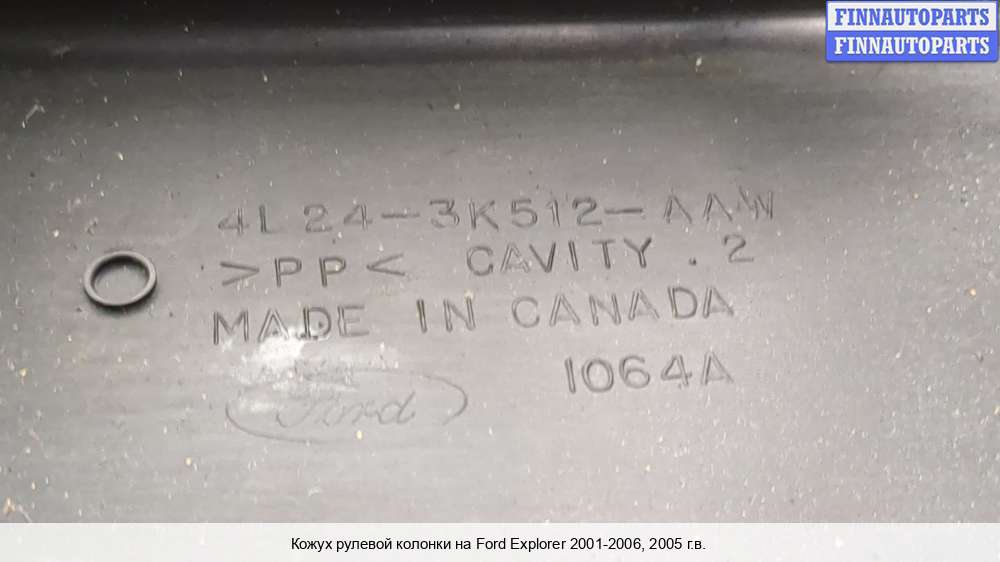 FINNAUTOPARTS
FINNAUTOPARTS
4L24-3K512-AAW
>PP< CAVITY . 2
MADE IN CANADA
1064A
Ford
Кожух рулевой колонки на Ford Explorer 2001-2006, 2005 г.в.